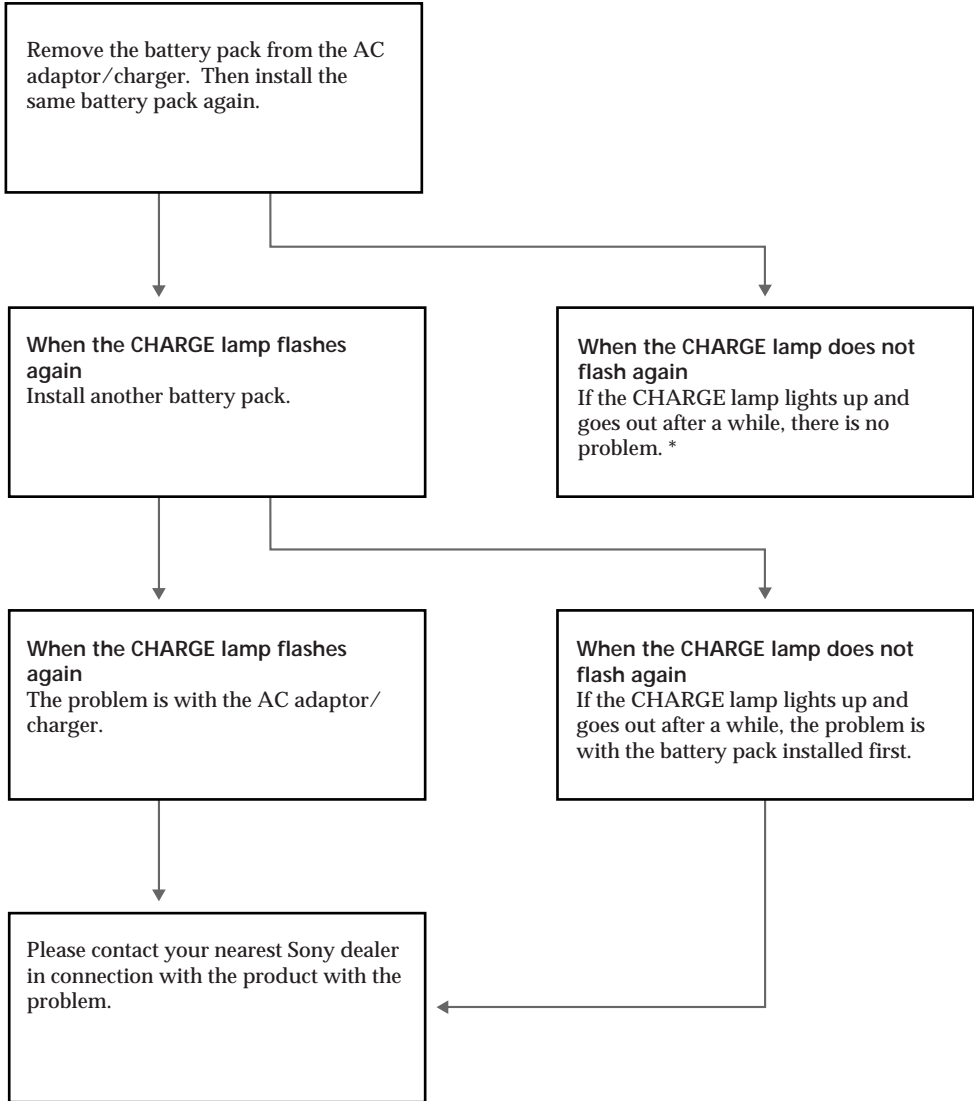 Remove the battery pack from the AC
adaptor/charger. Then install the
same battery pack again.
When the CHARGE lamp flashes
again
Install another battery pack.
When the CHARGE lamp does not
flash again
If the CHARGE lamp lights up and
goes out after a while, there is no
problem. *
When the CHARGE lamp flashes
again
The problem is with the AC adaptor/
charger.
When the CHARGE lamp does not
flash again
If the CHARGE lamp lights up and
goes out after a while, the problem is
with the battery pack installed first.
Please contact your nearest Sony dealer
in connection with the product with the
problem.